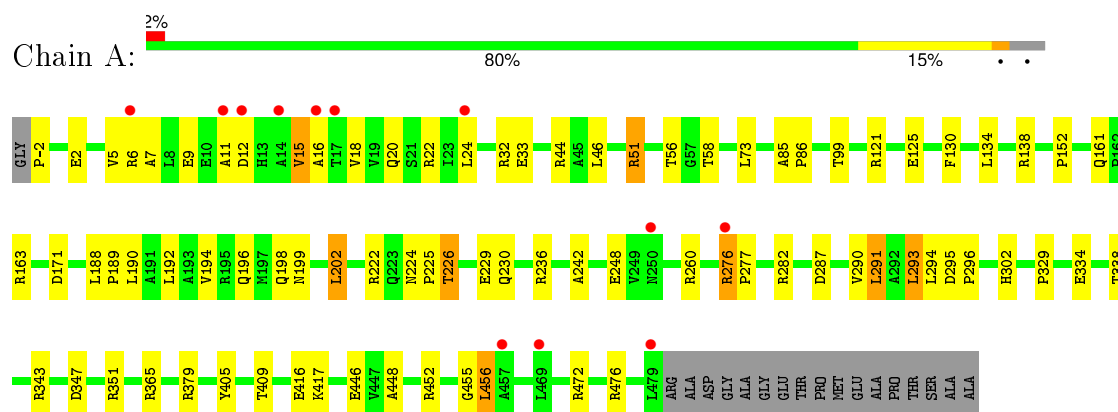 2%
Chain A:
80% 15% • •
GLY P-2 E2 V5 R6 A7 L8 E9 E10 A11 D12 H13 A14 V15 A16 T17 V18 V19 Q20 S21 R22 T23 L24 R32 E33 R44 A45 L46 R51 T56 G57 T58 L73 A85 P86 T99 R121 E125 F130 L134 R138 P152 Q161 P162
R163 D171 L188 P189 L190 A191 L192 A193 V194 R195 Q196 M197 Q198 N199 L202 R222 Q223 N224 P225 T226 E229 Q230 R236 A242 E248 V249 N250 R260 R276 P277 R282 D287 V290 L291 A292 L293 L294 D295 P296 H302 P329 E334 T338
R343 D347 R351 R365 R379 Y405 T409 E416 K417 E446 V447 A448 R452 G455 L456 A457 L469 R472 R476 L479 ARG ALA ASP GLY ALA GLY GLU THR PRO MET GLU ALA PRO THR SER ALA ALA